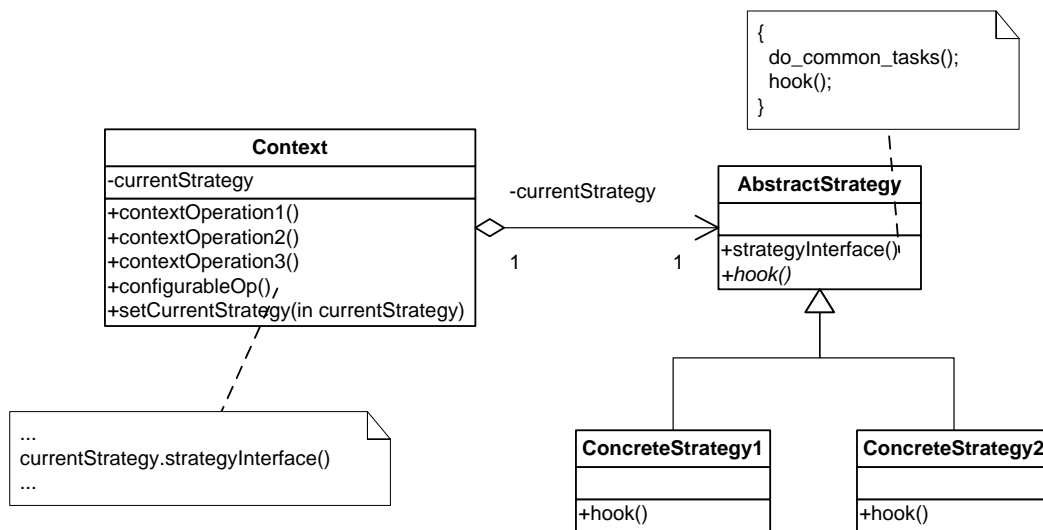 {
do_common_tasks();
hook();
}
Context
-currentStrategy
+contextOperation1()
+contextOperation2()
+contextOperation3()
+configurableOp()
+setCurrentStrategy(in currentStrategy)
-currentStrategy
1
1
AbstractStrategy
+strategyInterface()
+hook()
...
currentStrategy.strategyInterface()
...
ConcreteStrategy1
+hook()
ConcreteStrategy2
+hook()